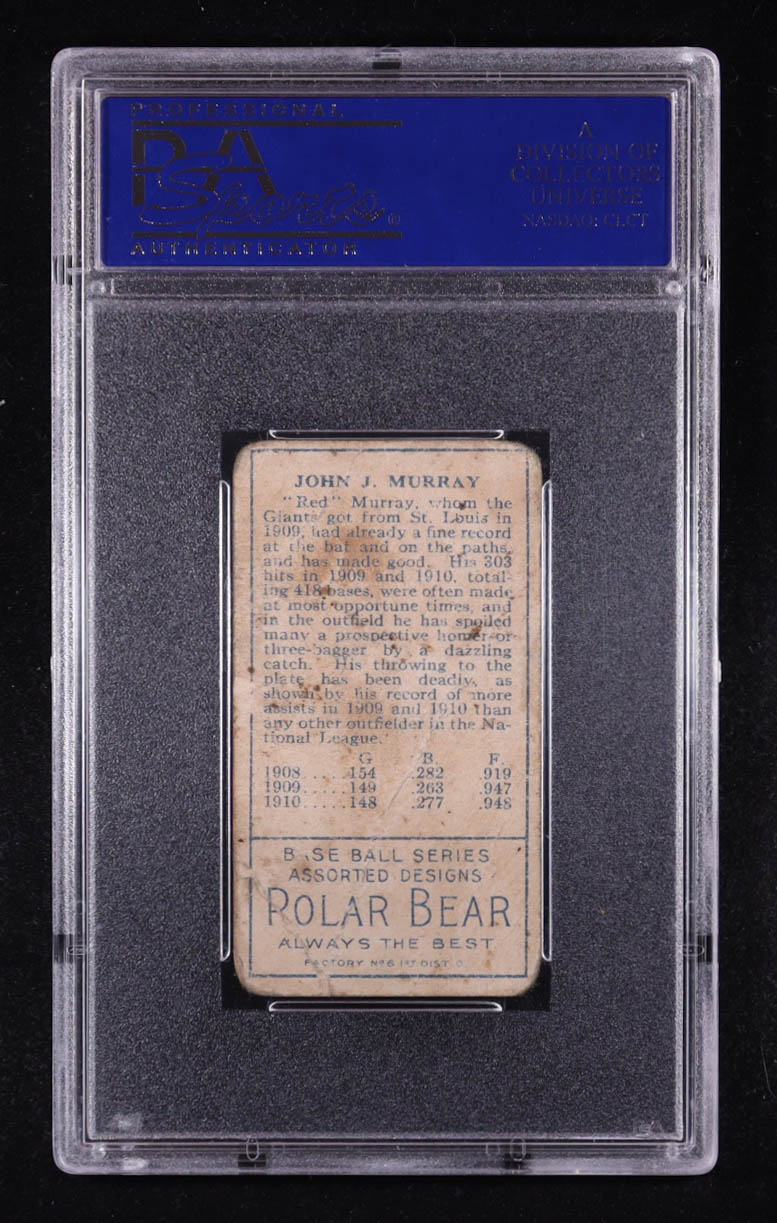 PROFESSIONAL
PSA
Sports®
AUTHENTICATOR
A
DIVISION OF
COLLECTORS
UNIVERSE
NASDAQ: CLCT
JOHN J. MURRAY
"Red" Murray, whom the
Giants got from St. Louis in
1909, had already a fine record
at the bat and on the paths,
and has made good. His 303
hits in 1909 and 1910, total-
ing 418 bases, were often made
at most opportune times, and
in the outfield he has spoiled
many a prospective homer or
three-bagger by a dazzling
catch. His throwing to the
plate has been deadly, as
shown by his record of more
assists in 1909 and 1910 than
any other outfielder in the Na-
tional League.
G. B. F.
1908.....154 .282 .919
1909.....149 .263 .947
1910.....148 .277 .948
BASE BALL SERIES
ASSORTED DESIGNS
POLAR BEAR
ALWAYS THE BEST
FACTORY Nº 6 1ST DIST. O.